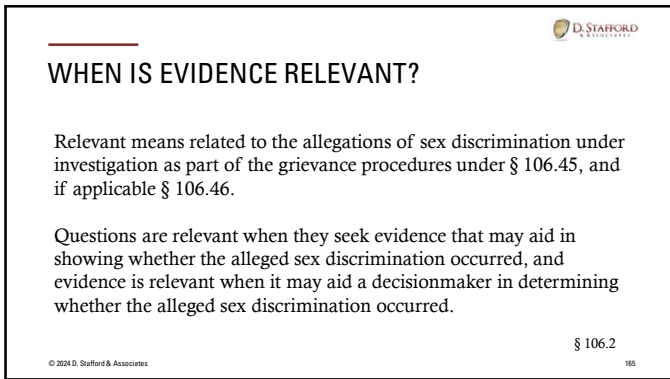 D. STAFFORD
& ASSOCIATES
WHEN IS EVIDENCE RELEVANT?
Relevant means related to the allegations of sex discrimination under
investigation as part of the grievance procedures under § 106.45, and
if applicable § 106.46.
Questions are relevant when they seek evidence that may aid in
showing whether the alleged sex discrimination occurred, and
evidence is relevant when it may aid a decisionmaker in determining
whether the alleged sex discrimination occurred.
§ 106.2
© 2024 D. Stafford & Associates
165